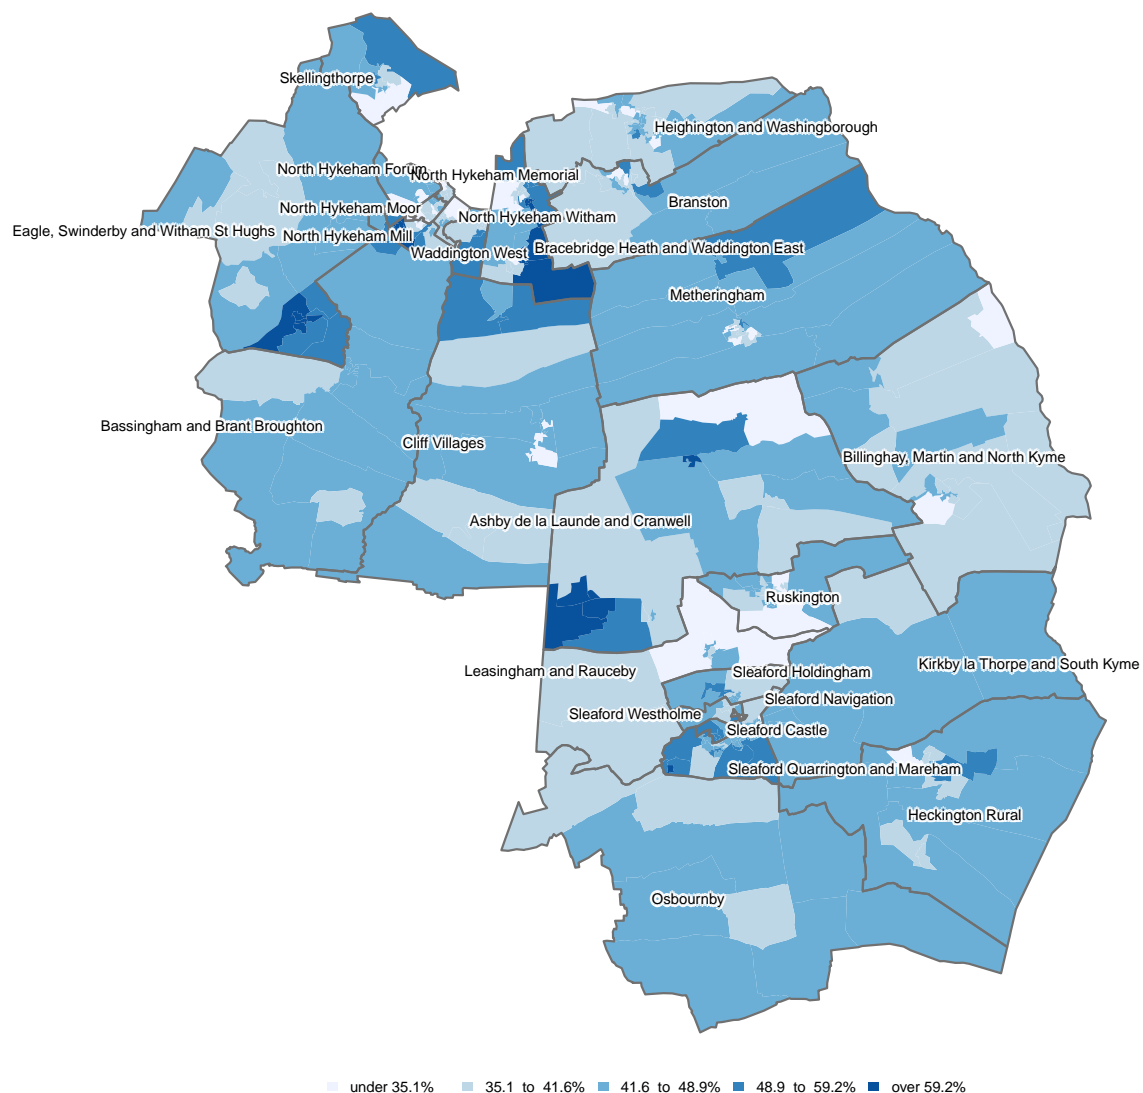 Skellingthorpe
Heighington and Washingborough
North Hykeham Forum
North Hykeham Memorial
Branston
North Hykeham Moor
North Hykeham Witham
Eagle, Swinderby and Witham St Hughs
North Hykeham Mill
Bracebridge Heath and Waddington East
Waddington West
Metheringham
Bassingham and Brant Broughton
Cliff Villages
Billinghay, Martin and North Kyme
Ashby de la Launde and Cranwell
Ruskington
Kirkby la Thorpe and South Kyme
Leasingham and Rauceby
Sleaford Holdingham
Sleaford Navigation
Sleaford Westholme
Sleaford Castle
Sleaford Quarrington and Mareham
Heckington Rural
Osbournby
under 35.1% 35.1 to 41.6% 41.6 to 48.9% 48.9 to 59.2% over 59.2%